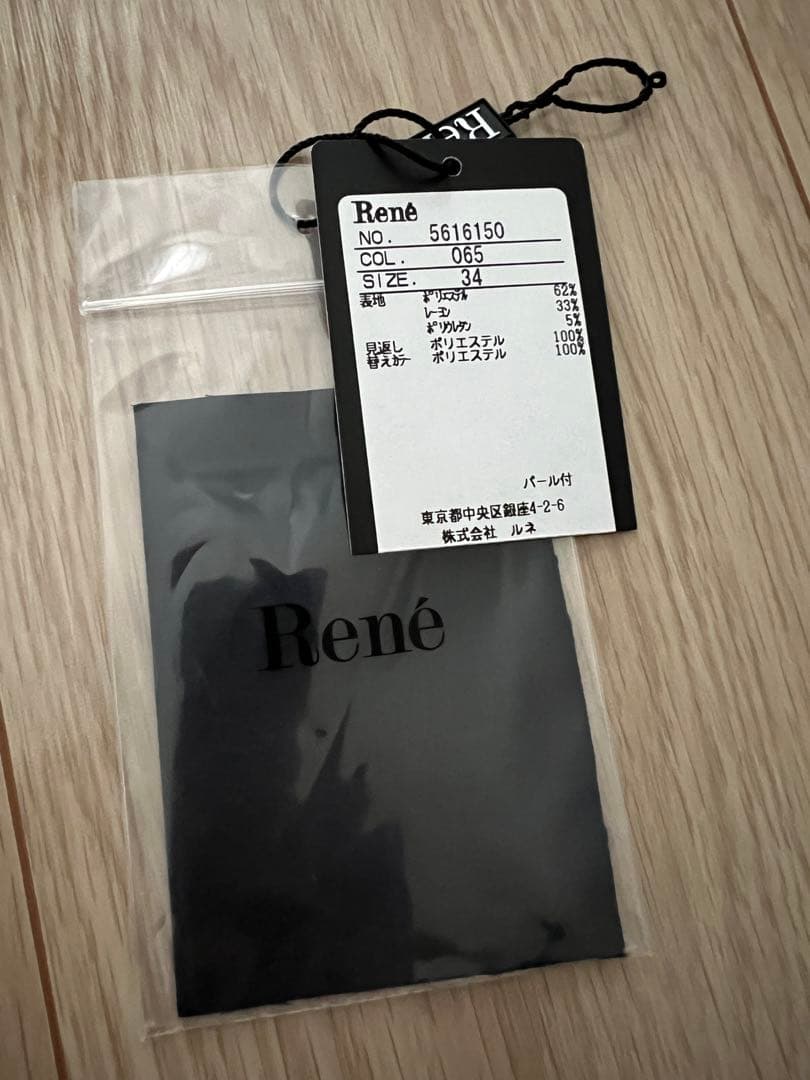 Re
René
NO. 5616150
COL. 065
SIZE. 34
表地 ポリエステル 62%
レーヨン 33%
ポリウレタン 5%
見返し ポリエステル 100%
替えカラー ポリエステル 100%
パール付
東京都中央区銀座4-2-6
株式会社 ルネ
René